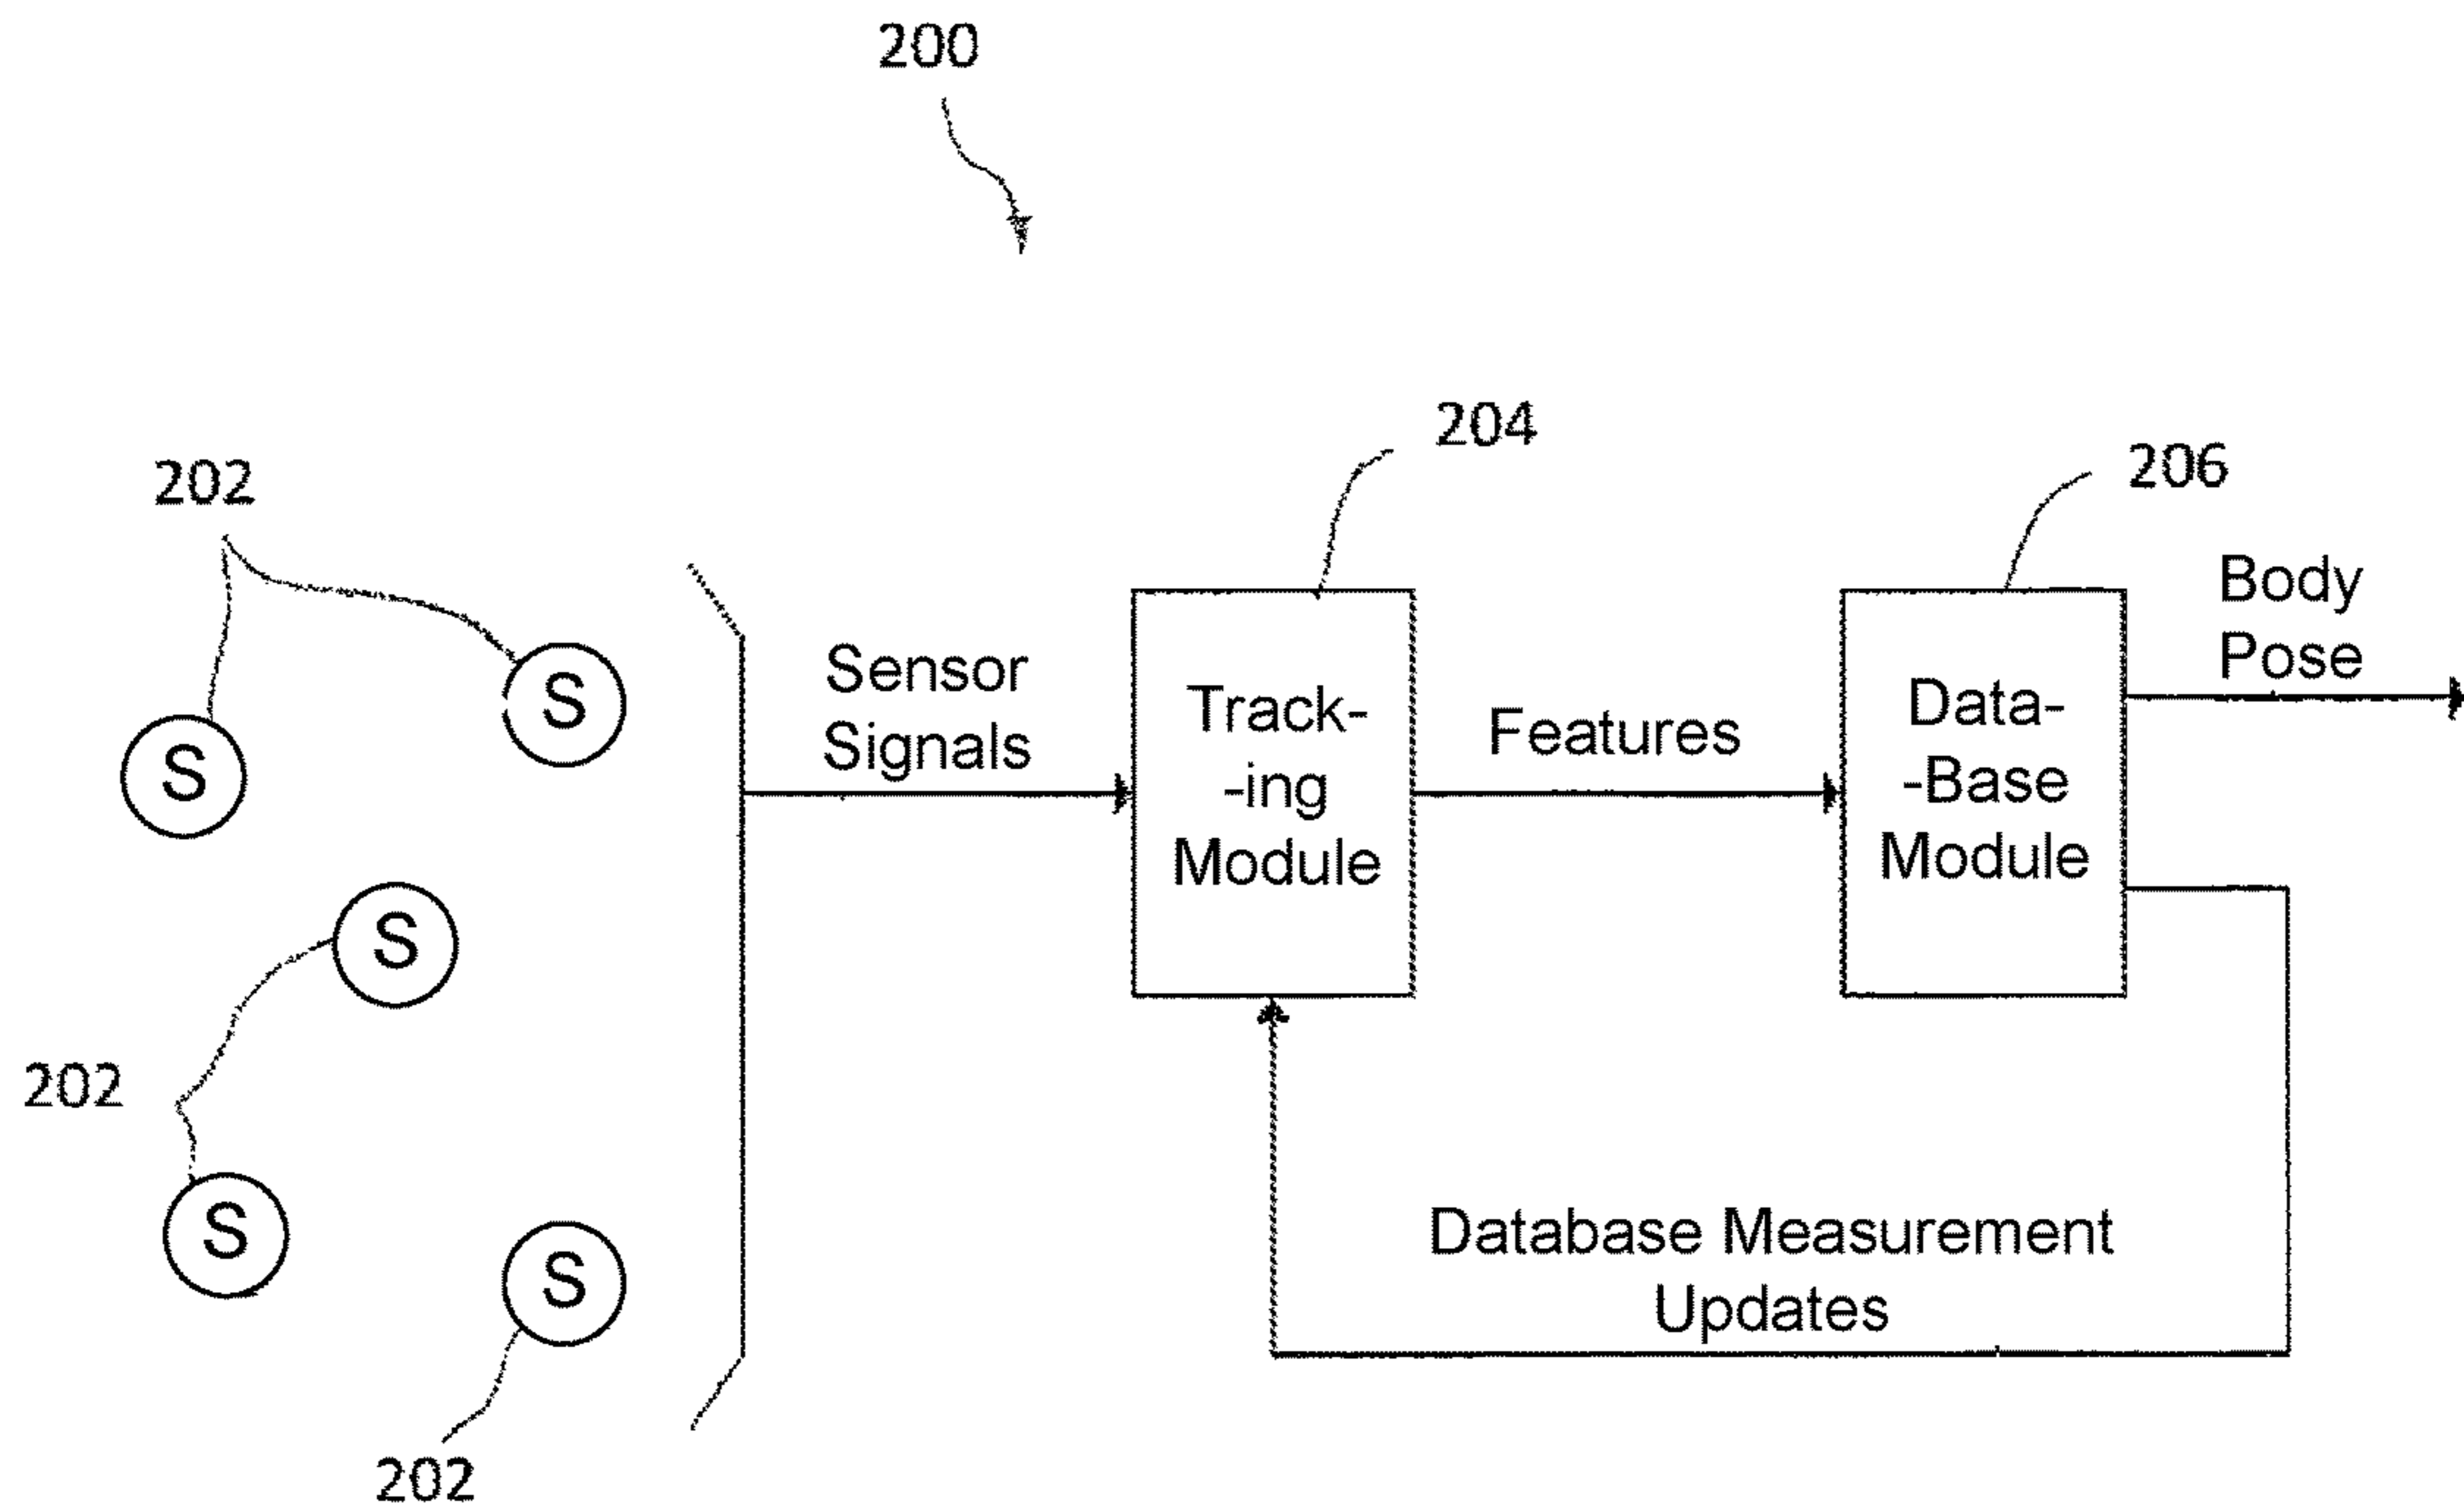 200
204
202
206
Body
Pose
Sensor
Signals
S
S
Track-
-ing
Module
Features
Data-
-Base
Module
S
202
S
S
Database Measurement
Updates
202